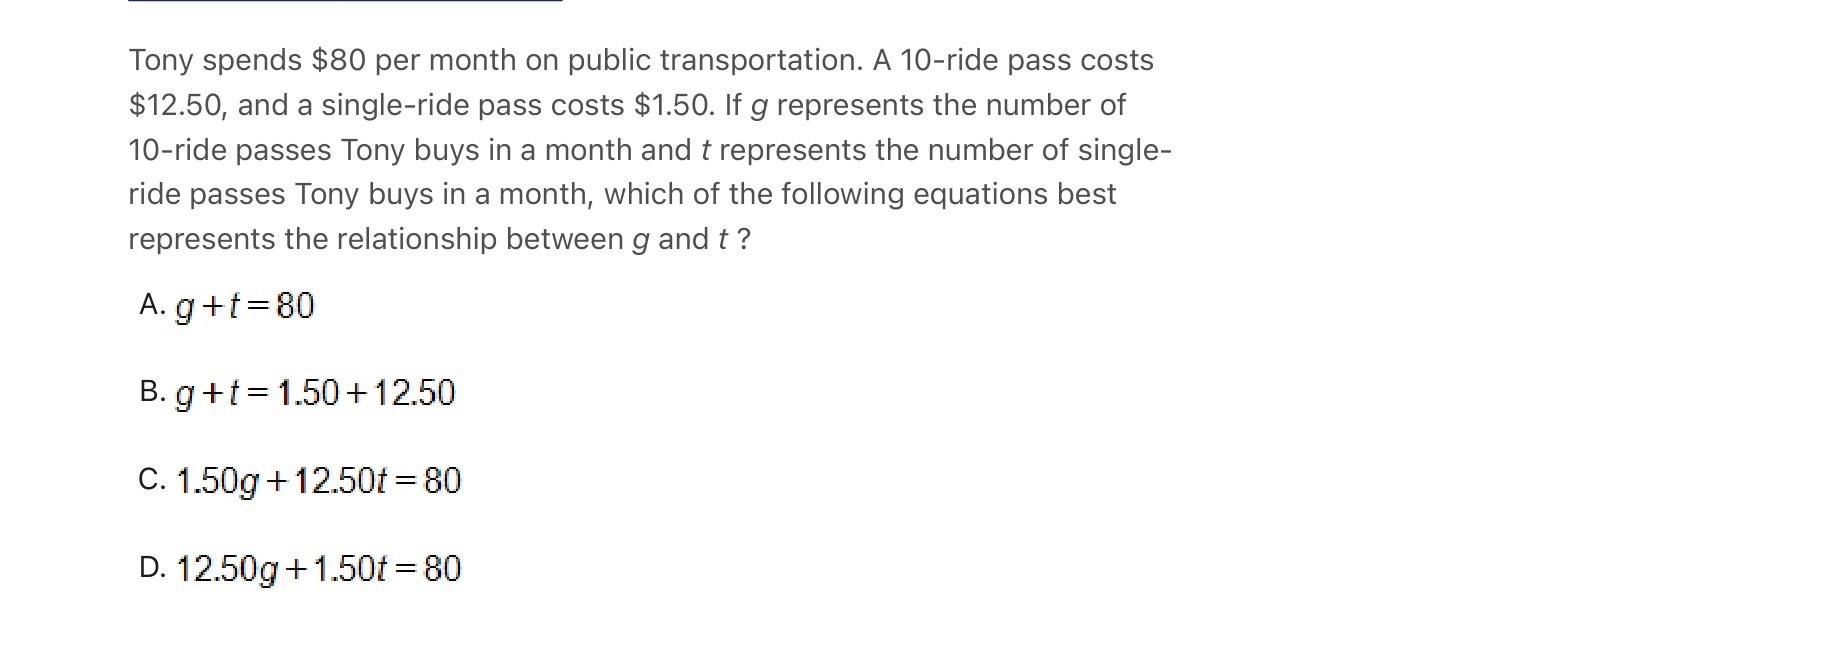 Tony spends $80 per month on public transportation. A 10-ride pass costs
$12.50, and a single-ride pass costs $1.50. If g represents the number of
10-ride passes Tony buys in a month and t represents the number of single-
ride passes Tony buys in a month, which of the following equations best
represents the relationship between g and t ?
A. g+t=80
B. g+t=1.50+12.50
C. 1.50g+12.50t=80
D. 12.50g+1.50t=80